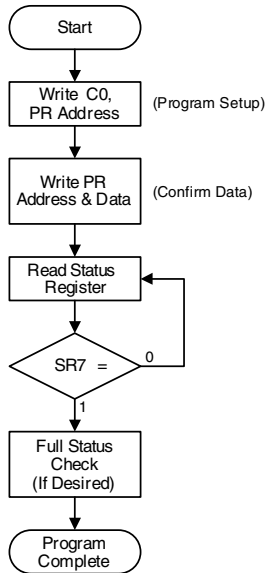 Start
Write C0,
PR Address
(Program Setup)
Write PR
Address & Data
(Confirm Data)
Read Status
Register
SR7 =
0
1
Full Status
Check
(If Desired)
Program
Complete